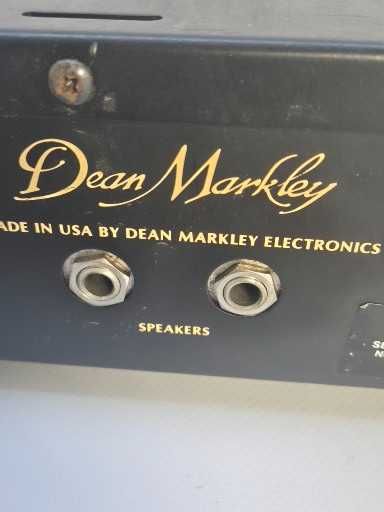 Dean Markley
ADE IN USA BY DEAN MARKLEY ELECTRONICS
SPEAKERS